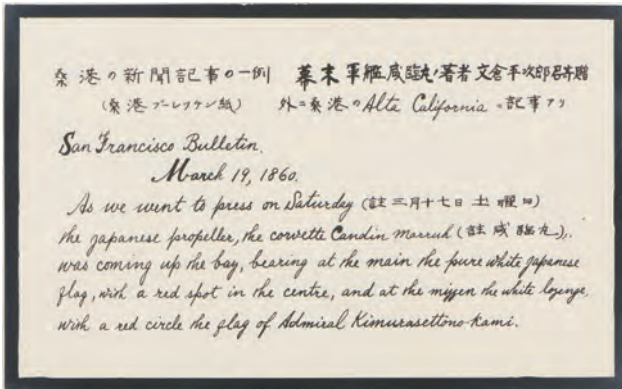 桑港の新聞記事の一例 幕末軍艦咸臨丸ノ著者文倉平次郎君寄贈
(桑港ブーレツテン紙) 外ニ桑港のAlta California ニ記事アリ
San Francisco Bulletin.
March 19, 1860.
As we went to press on Saturday (註三月十七日土曜日)
the Japanese propeller, the corvette Candin marruh (註咸臨丸).
was coming up the bay, bearing at the main the pure white Japanese
flag, with a red spot in the centre, and at the mizzen the white lozenge,
with a red circle the flag of Admiral Kimurasettono-kami.